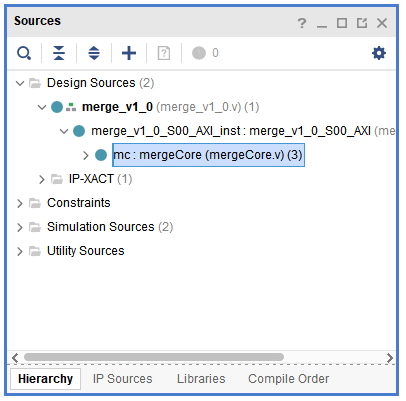 Sources
? _ 
0
Design Sources (2)
merge_v1_0 (merge_v1_0.v) (1)
merge_v1_0_S00_AXI_inst : merge_v1_0_S00_AXI (me
mc : mergeCore (mergeCore.v) (3)
IP-XACT (1)
Constraints
Simulation Sources (2)
Utility Sources
Hierarchy IP Sources Libraries Compile Order